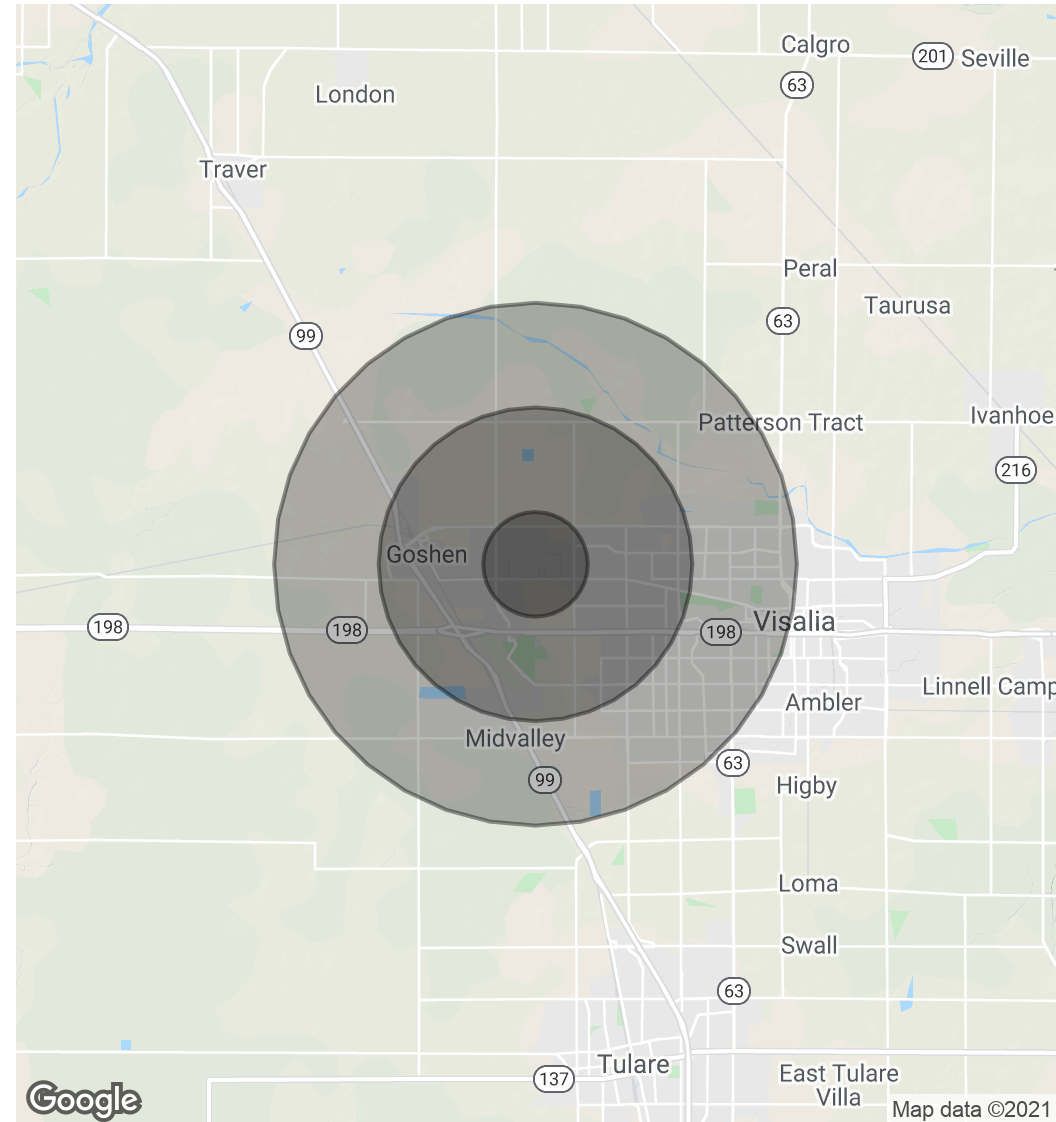 Calgro
201
Seville
63
London
Traver
Peral
Taurusa
63
99
Patterson Tract
Ivanhoe
216
Goshen
198
198
198
Visalia
Linnell Camp
Ambler
Midvalley
63
99
Higby
Loma
Swall
63
Tulare
137
East Tulare
Villa
Google
Map data ©2021